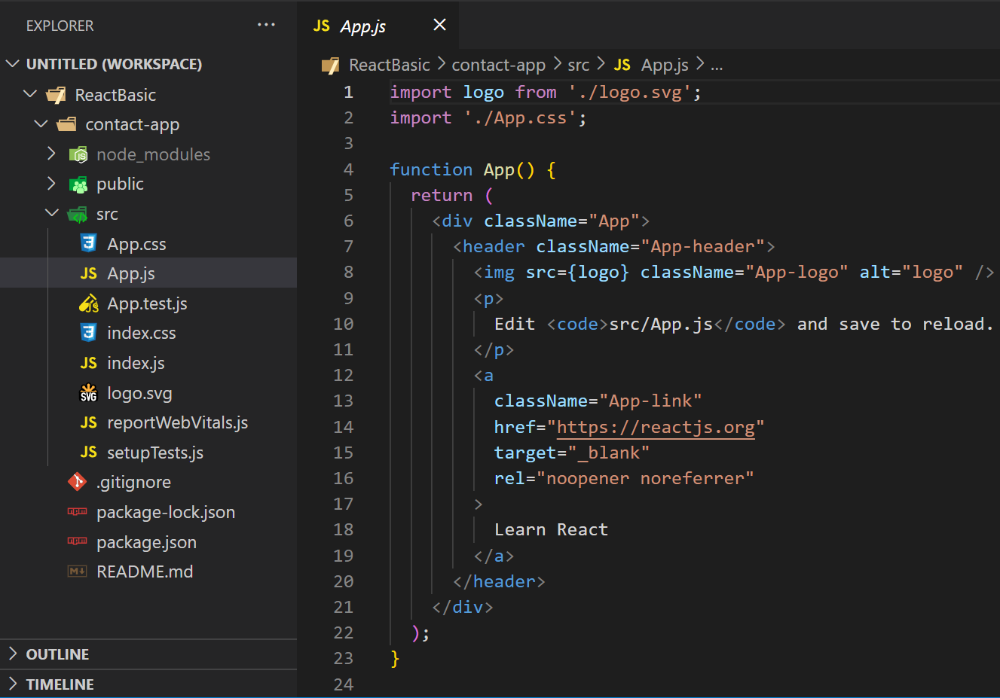 EXPLORER ...
UNTITLED (WORKSPACE)
ReactBasic
contact-app
node_modules
public
src
App.css
JS App.js
App.test.js
index.css
JS index.js
SVG logo.svg
JS reportWebVitals.js
JS setupTests.js
.gitignore
package-lock.json
package.json
M↓ README.md
OUTLINE
TIMELINE
JS App.js ×
ReactBasic > contact-app > src > JS App.js > ...
1 import logo from './logo.svg';
2 import './App.css';
3
4 function App() {
5 return (
6 <div className="App">
7 <header className="App-header">
8 <img src={logo} className="App-logo" alt="logo" />
9 <p>
10 Edit <code>src/App.js</code> and save to reload.
11 </p>
12 <a
13 className="App-link"
14 href="https://reactjs.org"
15 target="_blank"
16 rel="noopener noreferrer"
17 >
18 Learn React
19 </a>
20 </header>
21 </div>
22 );
23 }
24